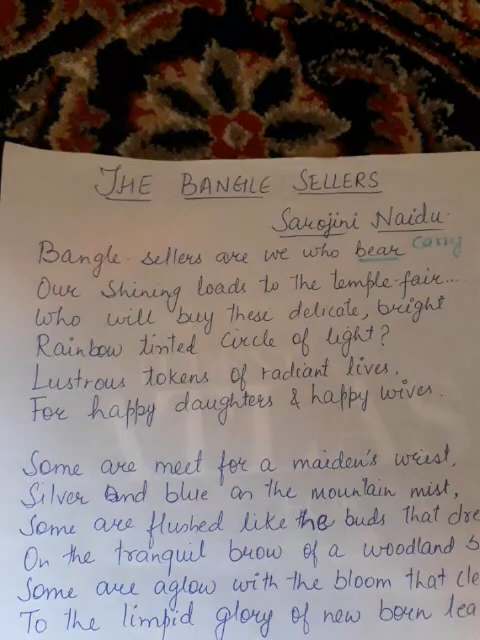 THE BANGLE SELLERS
Sarojini Naidu.
Bangle-sellers are we who bear carry
Our Shining loads to the temple-fair...
Who will buy these delicate, bright
Rainbow tinted circle of light?
Lustrous tokens of radiant lives,
For happy daughters & happy wives.
Some are meet for a maiden's wrist,
Silver and blue as the mountain mist,
Some are flushed like the buds that dre
On the tranquil brow of a woodland s
Some are aglow with the bloom that cle
To the limpid glory of new born lea